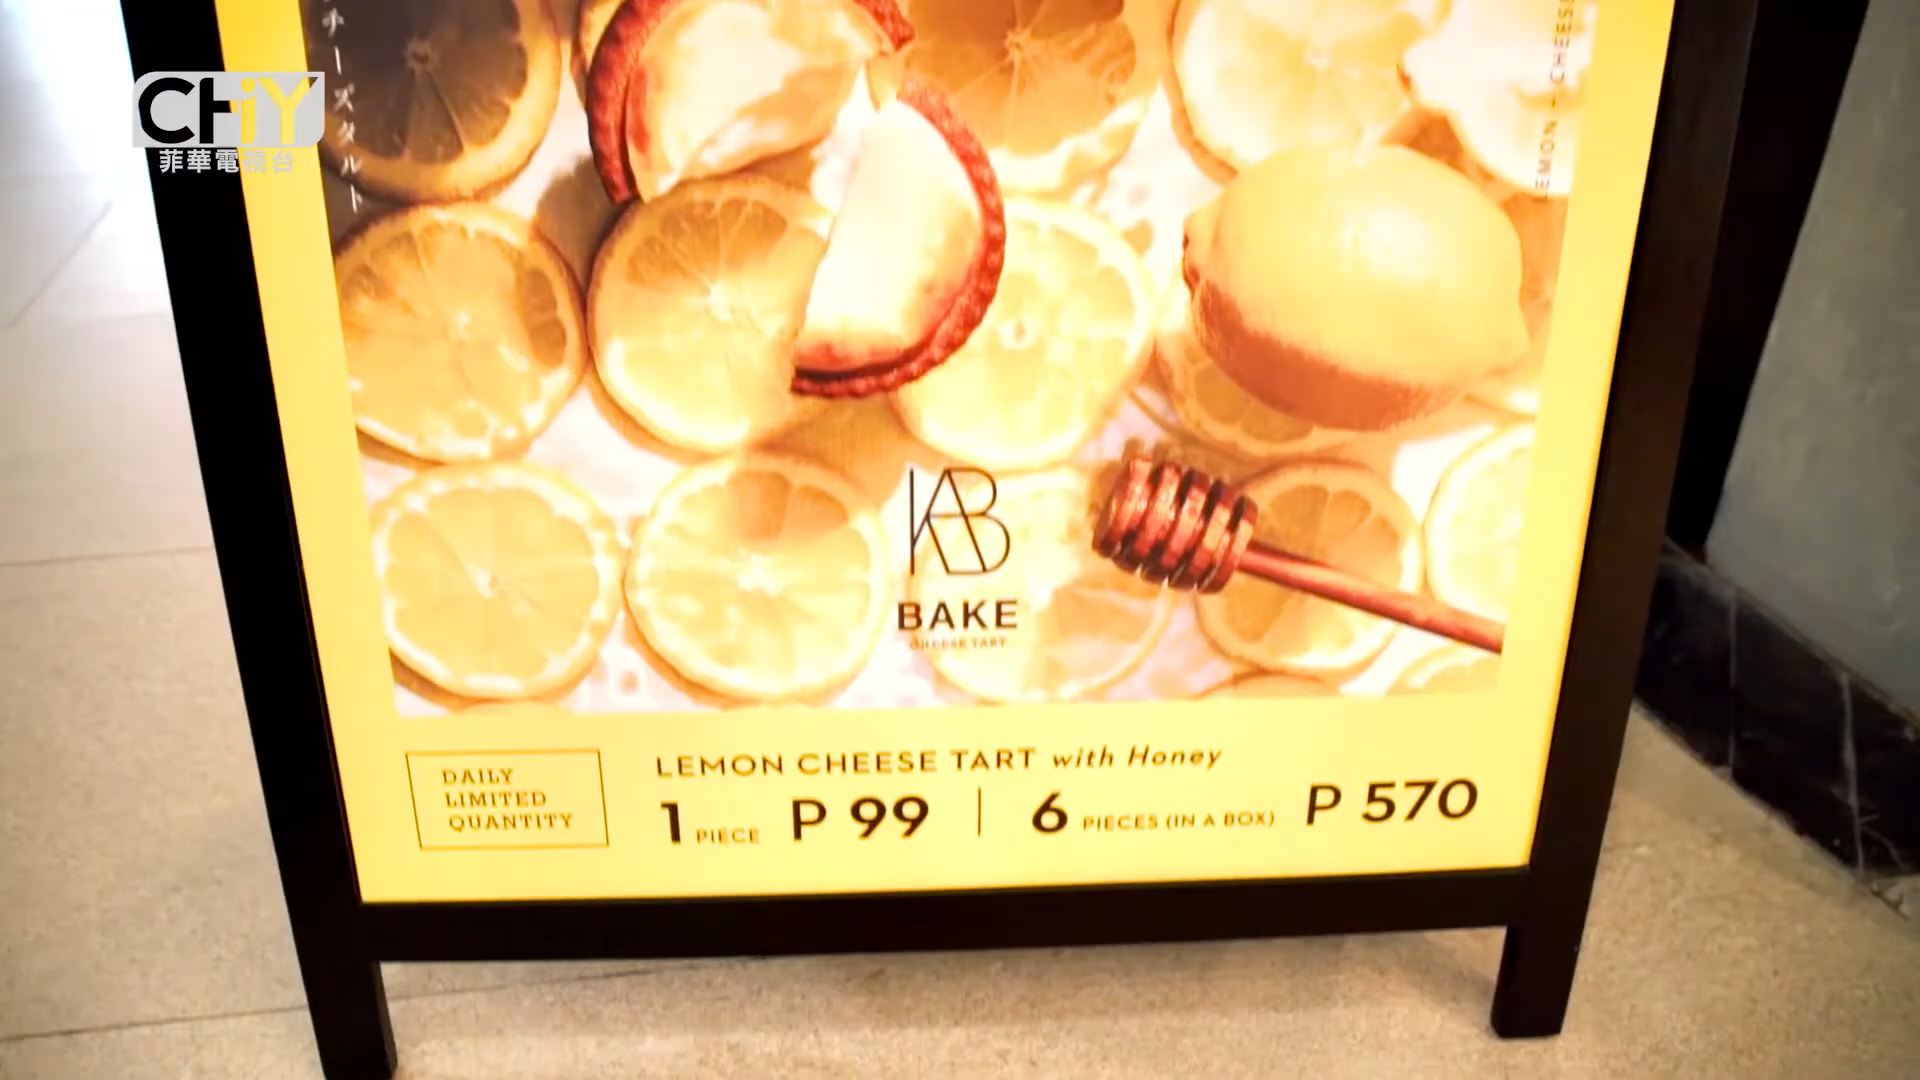 CHiY
菲華電視台
チーズタルト
LEMON - CHEESE
BAKE
CHEESE TART
DAILY
LIMITED
QUANTITY
LEMON CHEESE TART with Honey
1 PIECE P 99 | 6 PIECES (IN A BOX) P 570